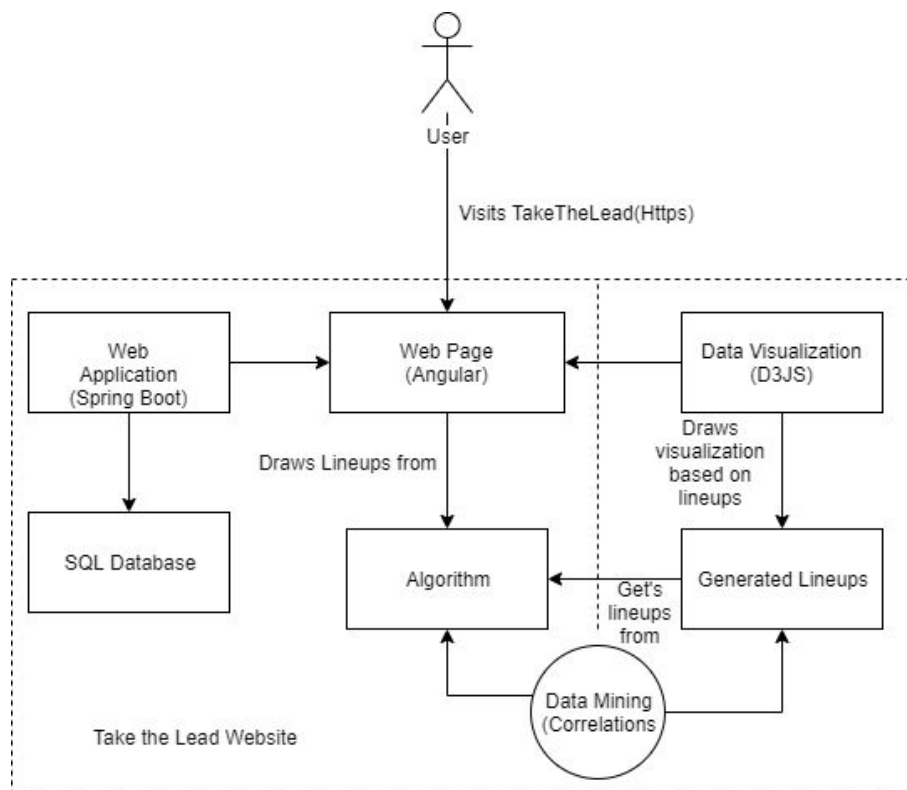 User
Visits TakeTheLead(Https)
Web
Application
(Spring Boot)
Web Page
(Angular)
Data Visualization
(D3JS)
Draws Lineups from
Draws
visualization
based on
lineups
SQL Database
Algorithm
Get's
lineups
from
Generated Lineups
Data Mining
(Correlations
Take the Lead Website